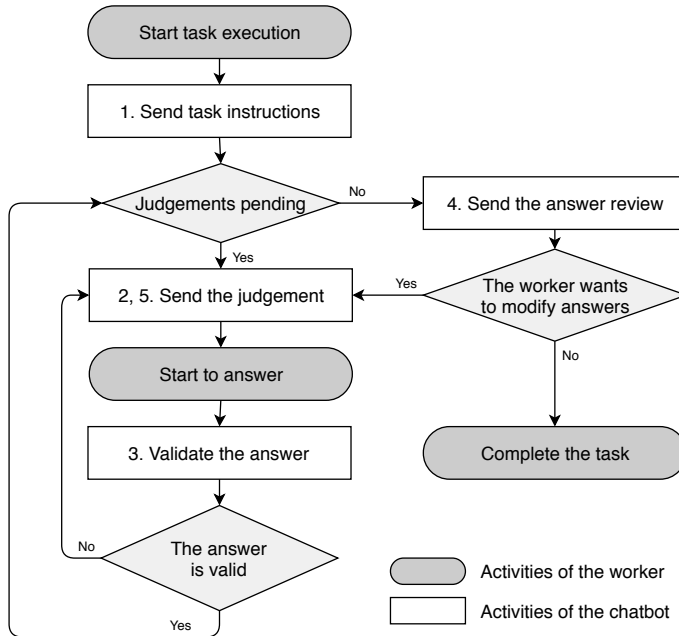 Start task execution
1. Send task instructions
Judgements pending
No
4. Send the answer review
Yes
2, 5. Send the judgement
Yes
The worker wants
to modify answers
No
Start to answer
3. Validate the answer
Complete the task
No
The answer
is valid
Yes
Activities of the worker
Activities of the chatbot